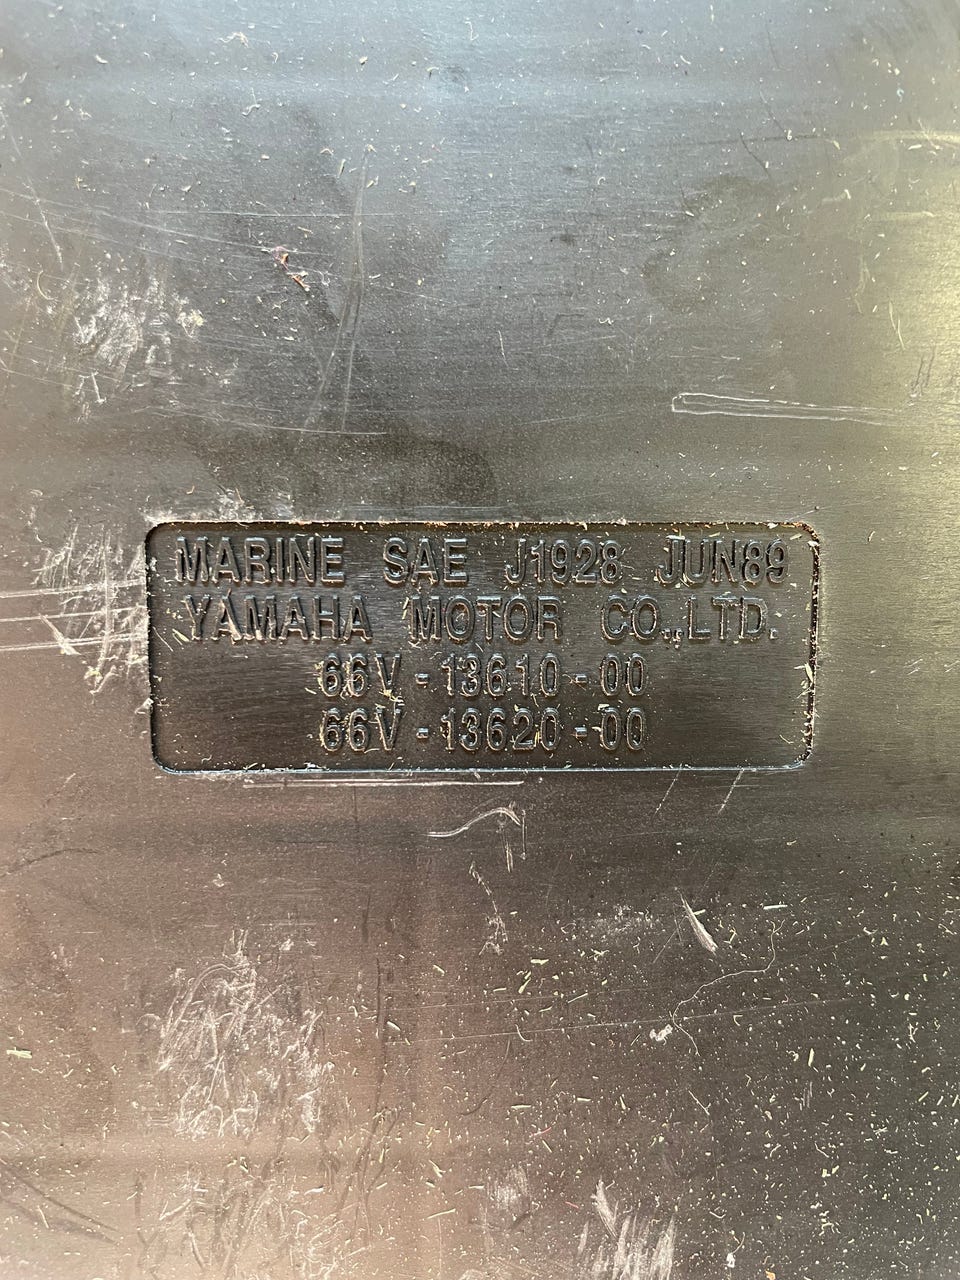 MARINE SAE J1928 JUN89
YAMAHA MOTOR CO.,LTD.
66V-13610-00
66V-13620-00